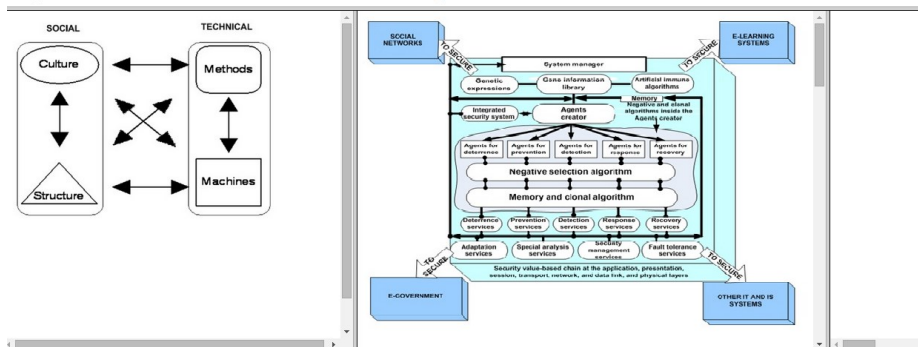 SOCIAL
TECHNICAL
Culture
Methods
Structure
Machines
SOCIAL
NETWORKS
E-LEARNING
SYSTEMS
TO SECURE
TO SECURE
System manager
Genetic
expressions
Gene information
library
Artificial immune
algorithms
Memory
Integrated
security system
Agents
creator
Negative and clonal
algorithms inside the
Agents creator
Agents for
deterrence
Agents for
prevention
Agents for
detection
Agents for
response
Agents for
recovery
Negative selection algorithm
Memory and clonal algorithm
Deterrence
services
Prevention
services
Detection
services
Response
services
Recovery
services
Adaptation
services
Special analysis
services
Security
management
services
Fault tolerance
services
Security value-based chain at the application, presentation,
session, transport, network, and data link, and physical layers
TO
SECURE
TO SECURE
E-GOVERNMENT
OTHER IT AND IS
SYSTEMS